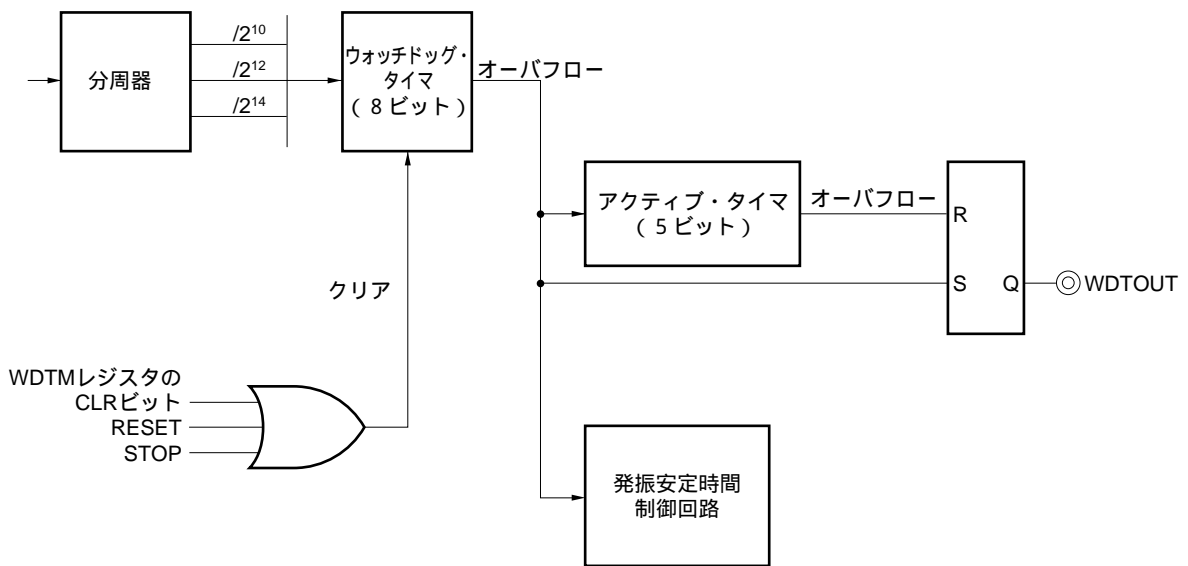 /2¹⁰
分周器
/2¹²
/2¹⁴
ウォッチドッグ・
タイマ
（８ビット）
オーバフロー
アクティブ・タイマ
（５ビット）
オーバフロー
R
S
Q
WDTOUT
クリア
WDTMレジスタの
CLRビット
RESET
STOP
発振安定時間
制御回路